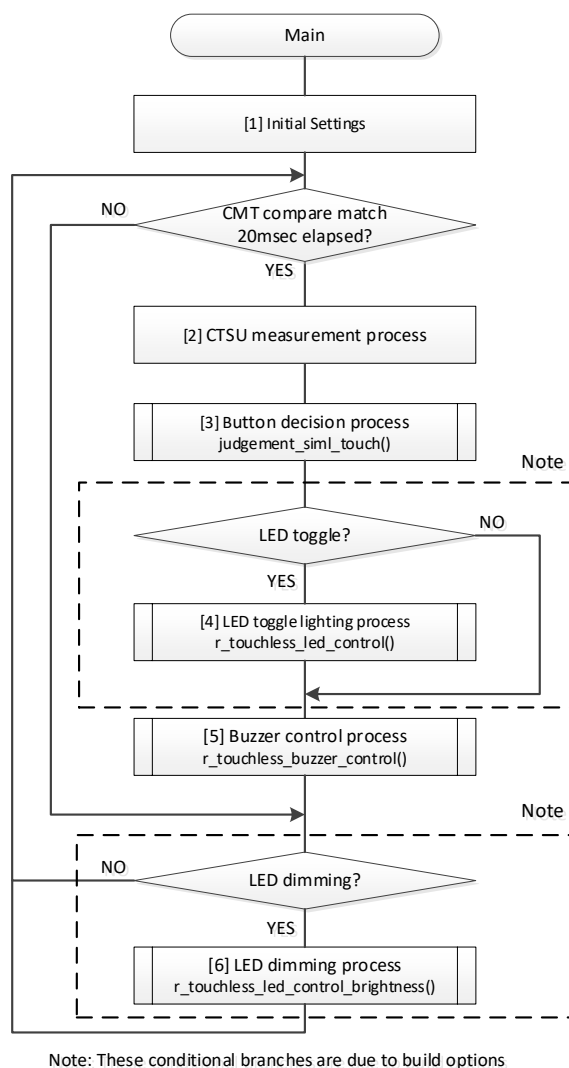 Main
[1] Initial Settings
NO
CMT compare match
20msec elapsed?
YES
[2] CTSU measurement process
[3] Button decision process
judgement_siml_touch()
Note
LED toggle?
NO
YES
[4] LED toggle lighting process
r_touchless_led_control()
[5] Buzzer control process
r_touchless_buzzer_control()
Note
NO
LED dimming?
YES
[6] LED dimming process
r_touchless_led_control_brightness()
Note: These conditional branches are due to build options